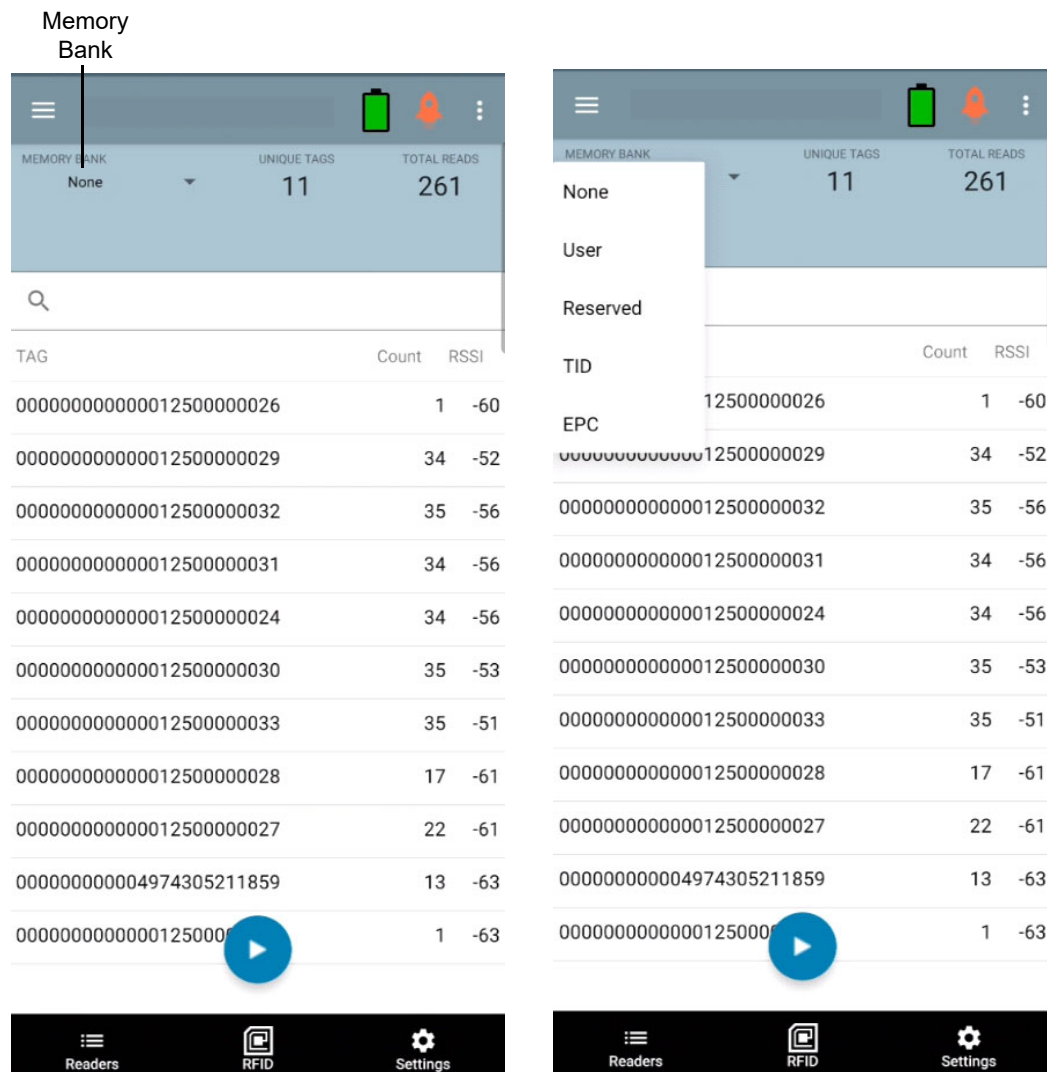 Memory
Bank
MEMORY BANK UNIQUE TAGS TOTAL READS
None 11 261
TAG Count RSSI
000000000000012500000026 1 -60
000000000000012500000029 34 -52
000000000000012500000032 35 -56
000000000000012500000031 34 -56
000000000000012500000024 34 -56
000000000000012500000030 35 -53
000000000000012500000033 35 -51
000000000000012500000028 17 -61
000000000000012500000027 22 -61
000000000004974305211859 13 -63
0000000000000125000 1 -63
Readers RFID Settings
MEMORY BANK UNIQUE TAGS TOTAL READS
None 11 261
User
Reserved
Count RSSI
TID
12500000026 1 -60
EPC
000000000000012500000029 34 -52
000000000000012500000032 35 -56
000000000000012500000031 34 -56
000000000000012500000024 34 -56
000000000000012500000030 35 -53
000000000000012500000033 35 -51
000000000000012500000028 17 -61
000000000000012500000027 22 -61
000000000004974305211859 13 -63
0000000000000125000 1 -63
Readers RFID Settings